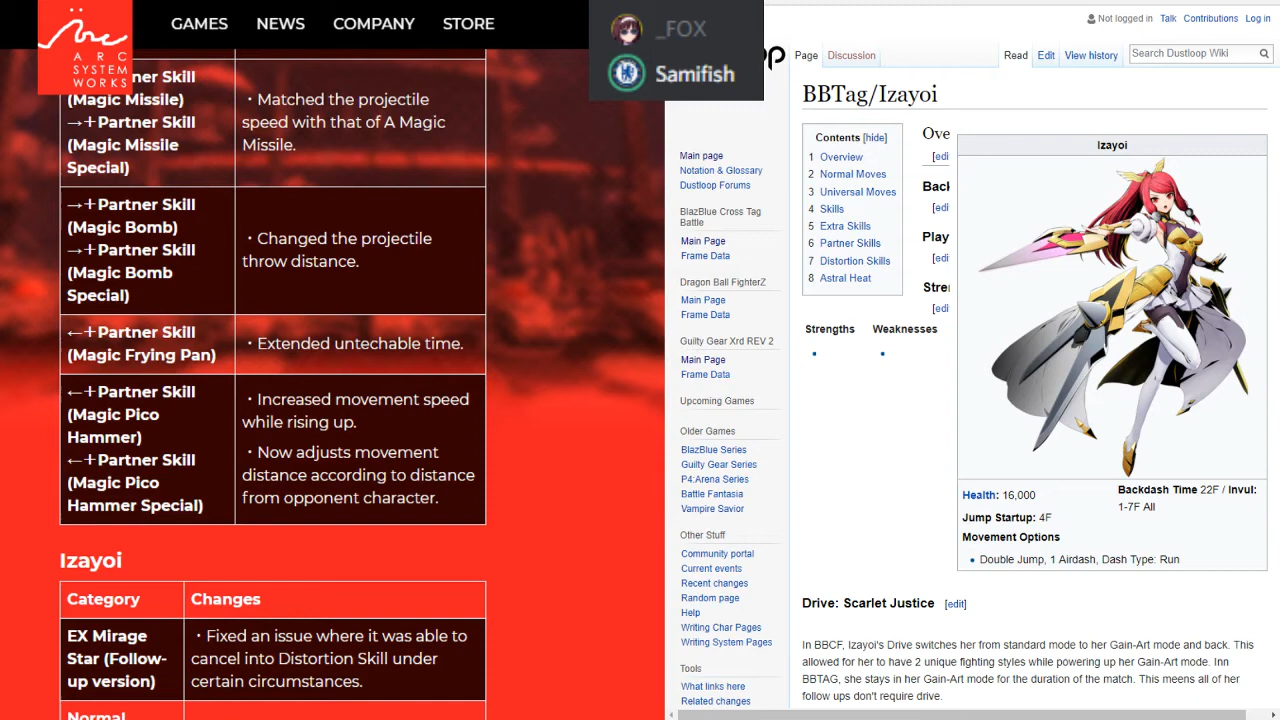 ARC
SYSTEM
WORKS
GAMES NEWS COMPANY STORE
_FOX
Samifish
Partner Skill
(Magic Missile)
→+Partner Skill
(Magic Missile
Special)
・Matched the projectile
speed with that of A Magic
Missile.
→+Partner Skill
(Magic Bomb)
→+Partner Skill
(Magic Bomb
Special)
・Changed the projectile
throw distance.
←+Partner Skill
(Magic Frying Pan)
・Extended untechable time.
←+Partner Skill
(Magic Pico
Hammer)
←+Partner Skill
(Magic Pico
Hammer Special)
・Increased movement speed
while rising up.
・Now adjusts movement
distance according to distance
from opponent character.
Izayoi
Category Changes
EX Mirage
Star (Follow-
up version)
・Fixed an issue where it was able to
cancel into Distortion Skill under
certain circumstances.
Normal
Not logged in Talk Contributions Log in
Page Discussion Read Edit View history Search Dustloop Wiki
BBTag/Izayoi
Main page
Notation & Glossary
Dustloop Forums
BlazBlue Cross Tag
Battle
Main Page
Frame Data
Dragon Ball FighterZ
Main Page
Frame Data
Guilty Gear Xrd REV 2
Main Page
Frame Data
Upcoming Games
Older Games
BlazBlue Series
Guilty Gear Series
P4:Arena Series
Battle Fantasia
Vampire Savior
Other Stuff
Community portal
Current events
Recent changes
Random page
Help
Writing Char Pages
Writing System Pages
Tools
What links here
Related changes
Contents [hide]
1 Overview
2 Normal Moves
3 Universal Moves
4 Skills
5 Extra Skills
6 Partner Skills
7 Distortion Skills
8 Astral Heat
Ove
[edi
Back
[edi
Play
[edi
Stre
[edi
Strengths Weaknesses
Izayoi
Health: 16,000
Jump Startup: 4F
Movement Options
Backdash Time 22F / Invul:
1-7F All
• Double Jump, 1 Airdash, Dash Type: Run
Drive: Scarlet Justice [edit]
In BBCF, Izayoi's Drive switches her from standard mode to her Gain-Art mode and back. This
allowed for her to have 2 unique fighting styles while powering up her Gain-Art mode. Inn
BBTAG, she stays in her Gain-Art mode for the duration of the match. This meens all of her
follow ups don't require drive.